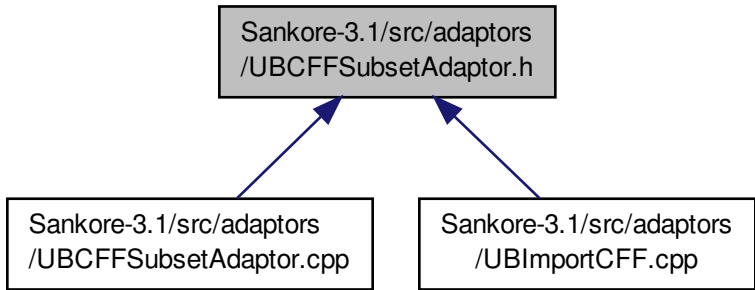 Sankore-3.1/src/adaptors
/UBCFFSubsetAdaptor.h
Sankore-3.1/src/adaptors
/UBCFFSubsetAdaptor.cpp
Sankore-3.1/src/adaptors
/UBImportCFF.cpp